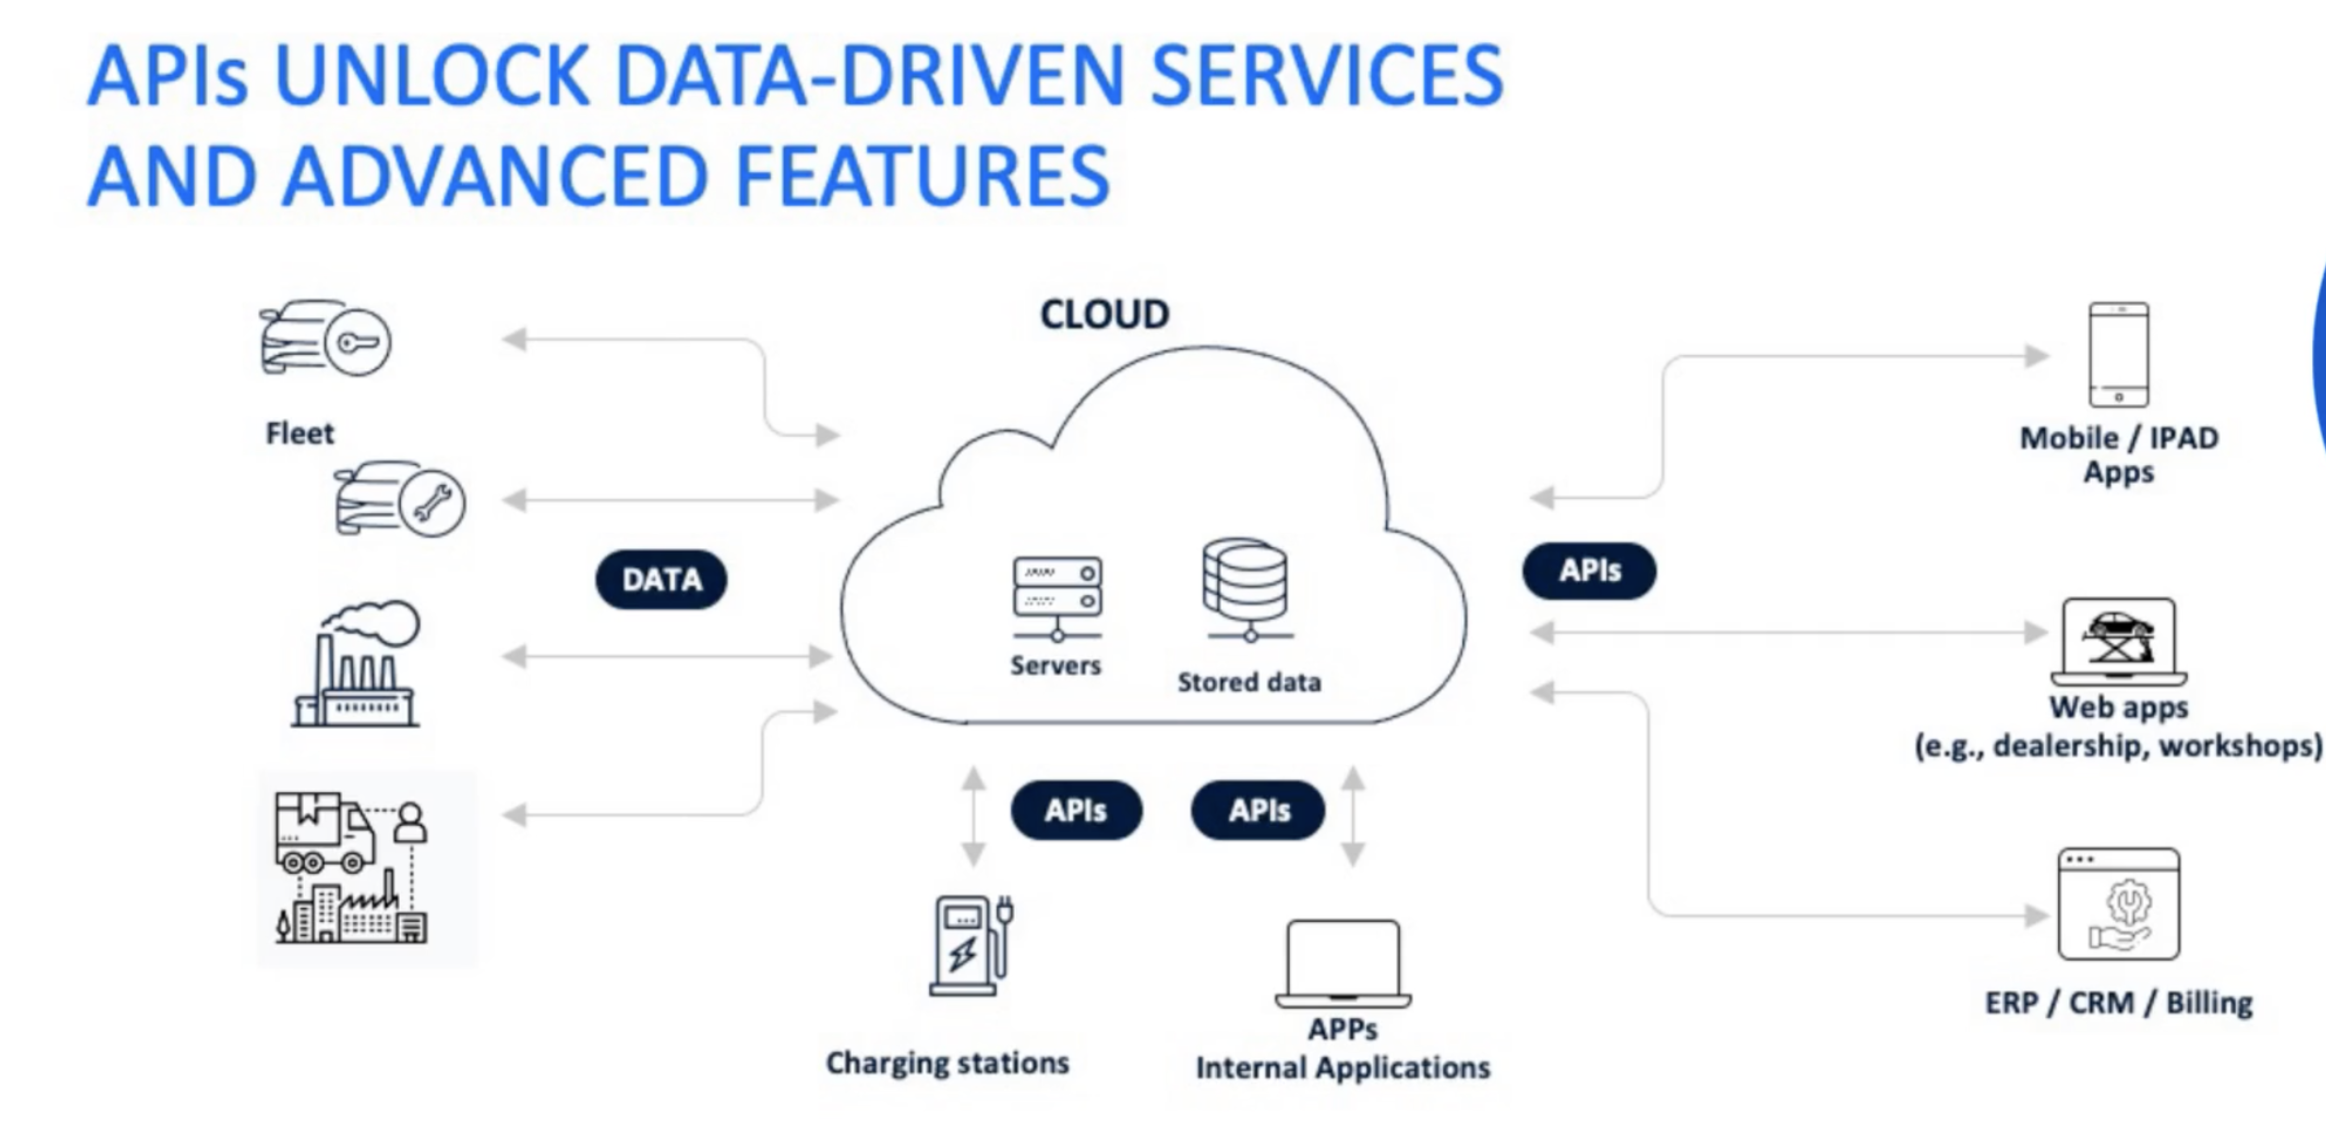 APIs UNLOCK DATA-DRIVEN SERVICES
AND ADVANCED FEATURES
CLOUD
Fleet
DATA
Servers
Stored data
APIs
Mobile / IPAD
Apps
Web apps
(e.g., dealership, workshops)
APIs
APIs
Charging stations
APPs
Internal Applications
ERP / CRM / Billing